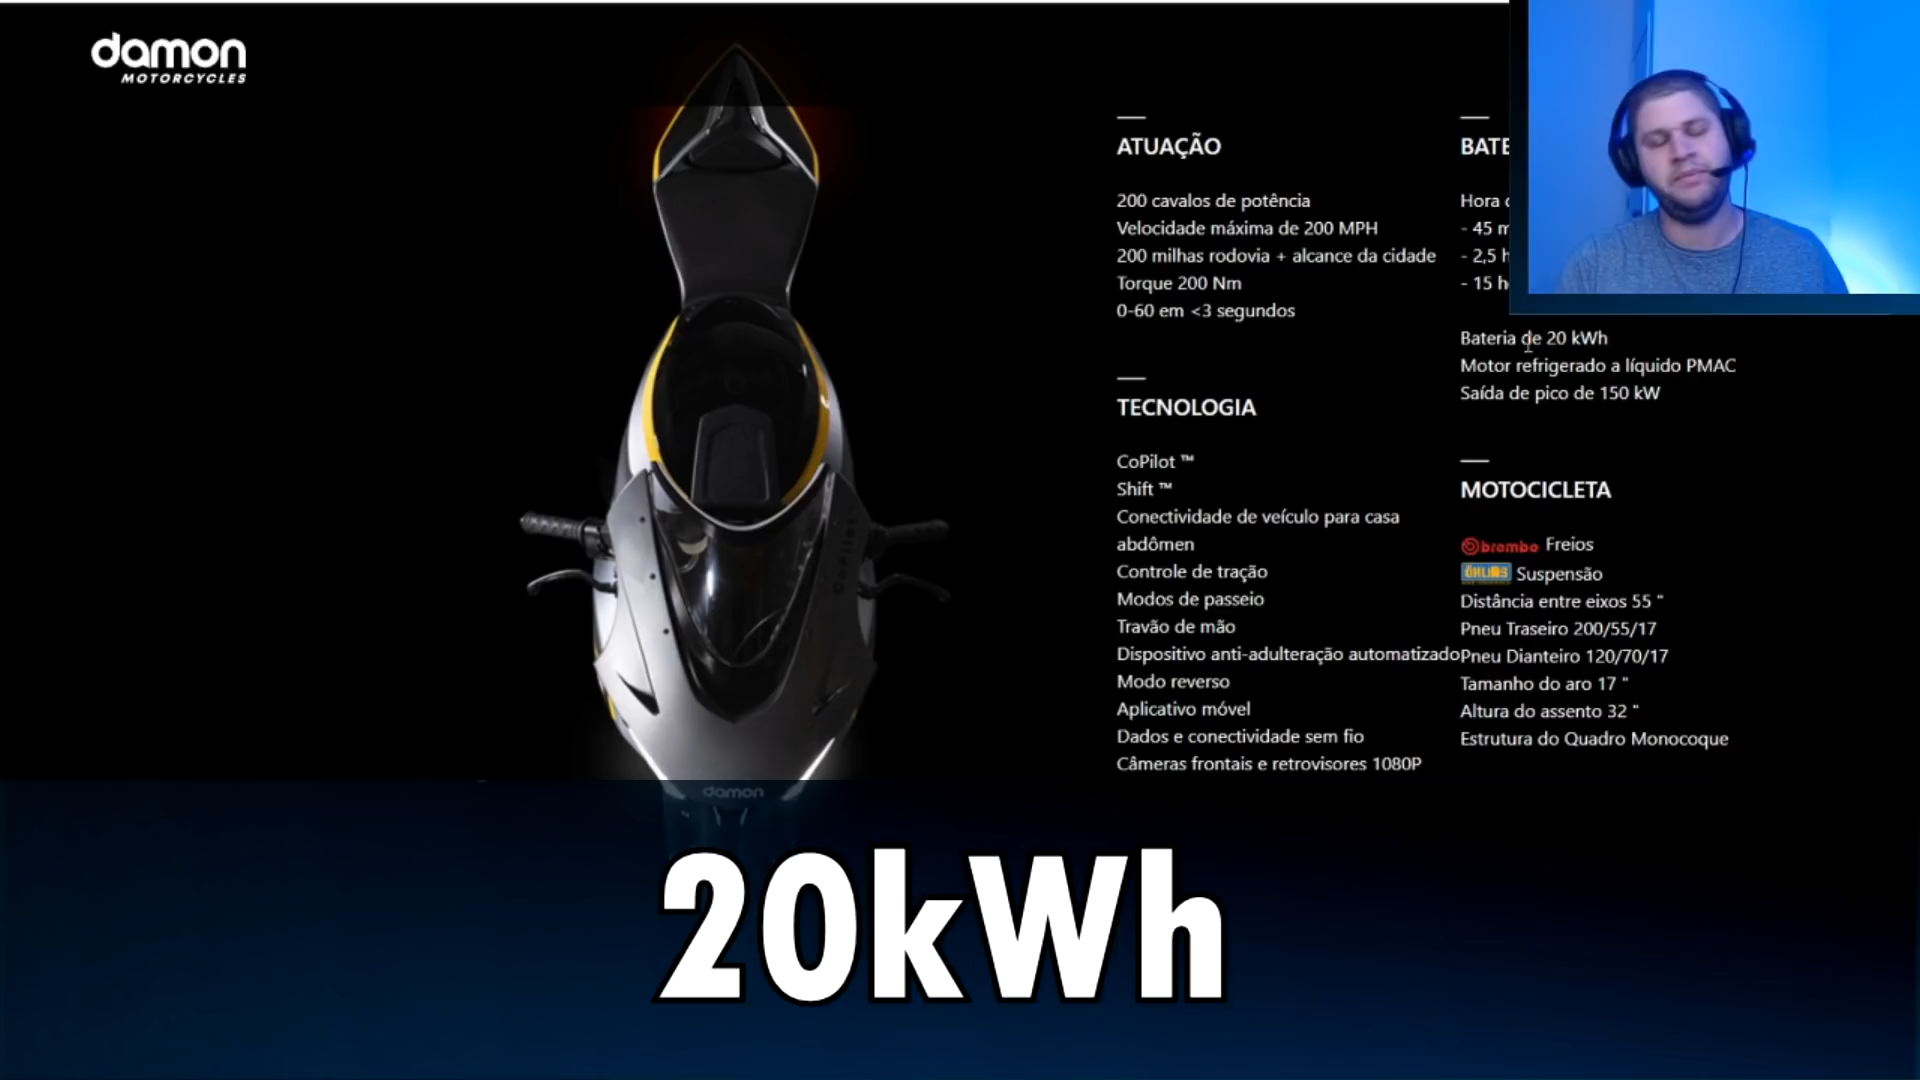 damon
MOTORCYCLES
ATUAÇÃO
200 cavalos de potência
Velocidade máxima de 200 MPH
200 milhas rodovia + alcance da cidade
Torque 200 Nm
0-60 em <3 segundos
TECNOLOGIA
CoPilot ™
Shift ™
Conectividade de veículo para casa
abdômen
Controle de tração
Modos de passeio
Travão de mão
Dispositivo anti-adulteração automatizado
Modo reverso
Aplicativo móvel
Dados e conectividade sem fio
Câmeras frontais e retrovisores 1080P
BATE
Hora
- 45
- 2,5
- 15
Bateria de 20 kWh
Motor refrigerado a líquido PMAC
Saída de pico de 150 kW
MOTOCICLETA
brembo Freios
ÖHLINS Suspensão
Distância entre eixos 55 "
Pneu Traseiro 200/55/17
Pneu Dianteiro 120/70/17
Tamanho do aro 17 "
Altura do assento 32 "
Estrutura do Quadro Monocoque
CoPilot
damon
20kWh